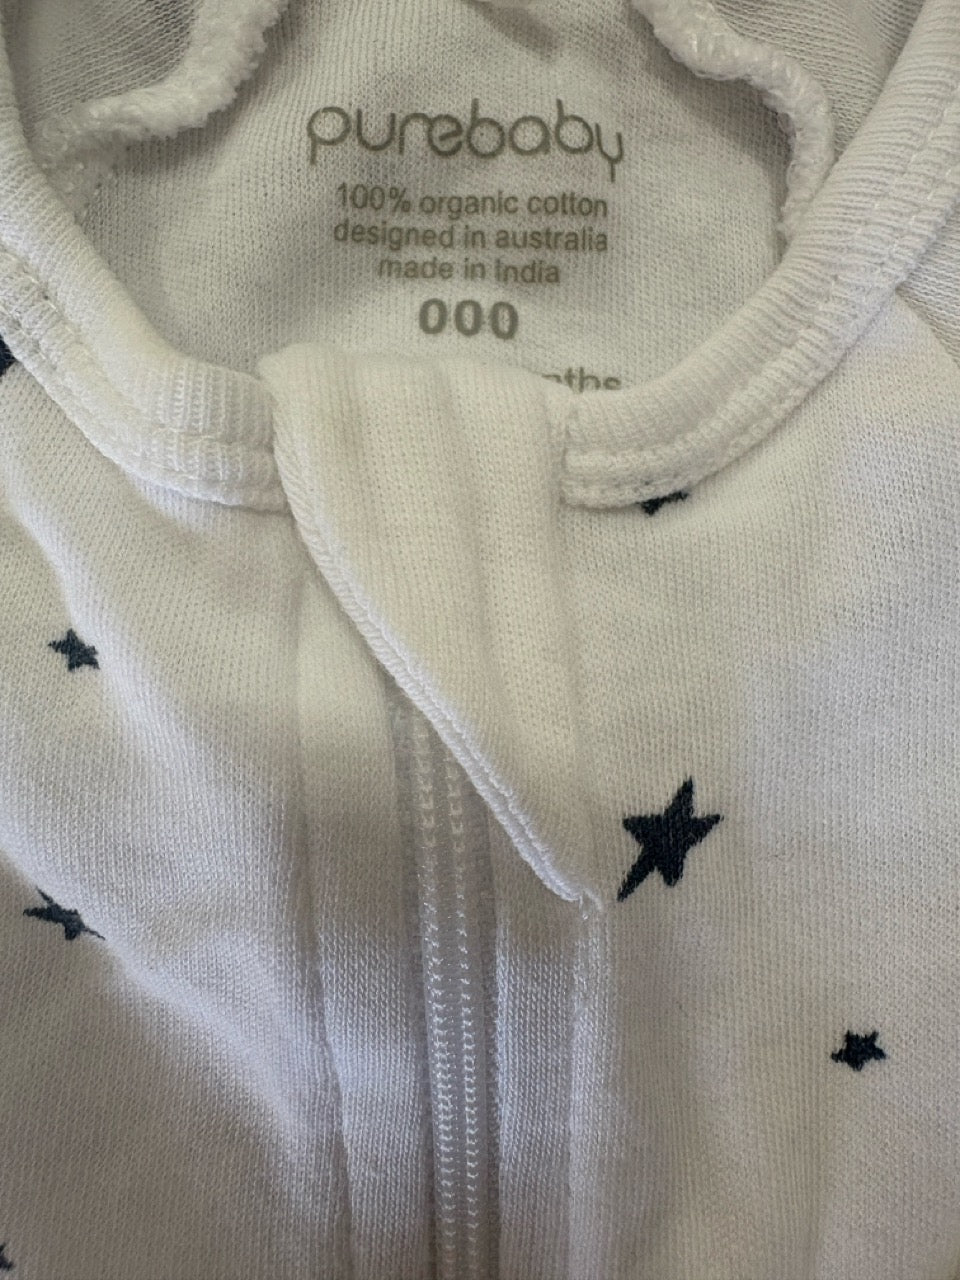 purebaby
100% organic cotton
designed in australia
made in India
000